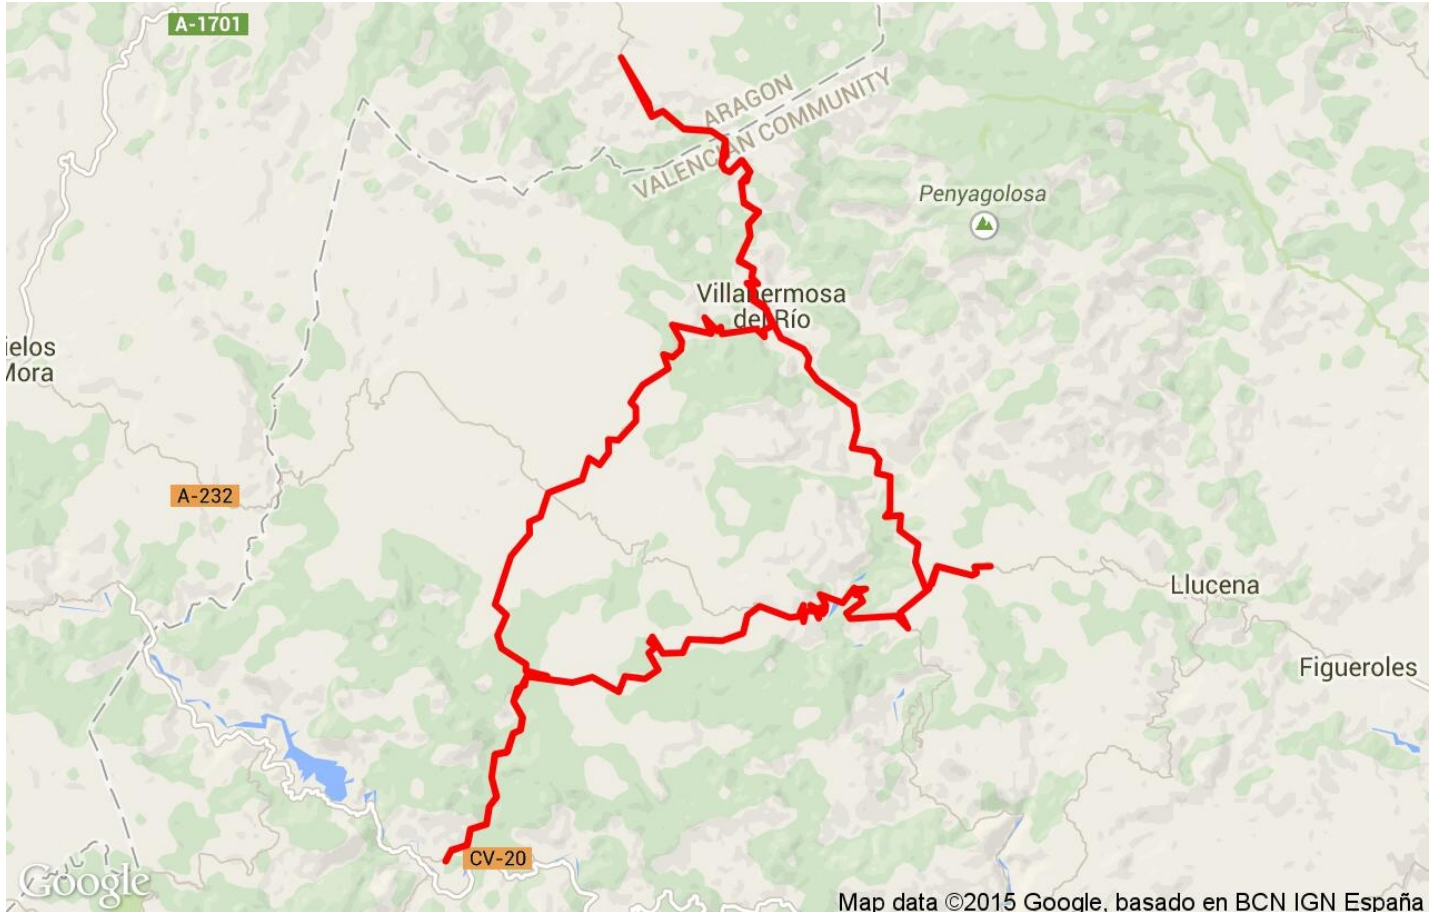 A-1701
ARAGON
VALENCIAN COMMUNITY
Penyagolosa
Villahermosa
del Río
ielos
Mora
A-232
Llucena
Figueroles
CV-20
Google
Map data ©2015 Google, basado en BCN IGN España